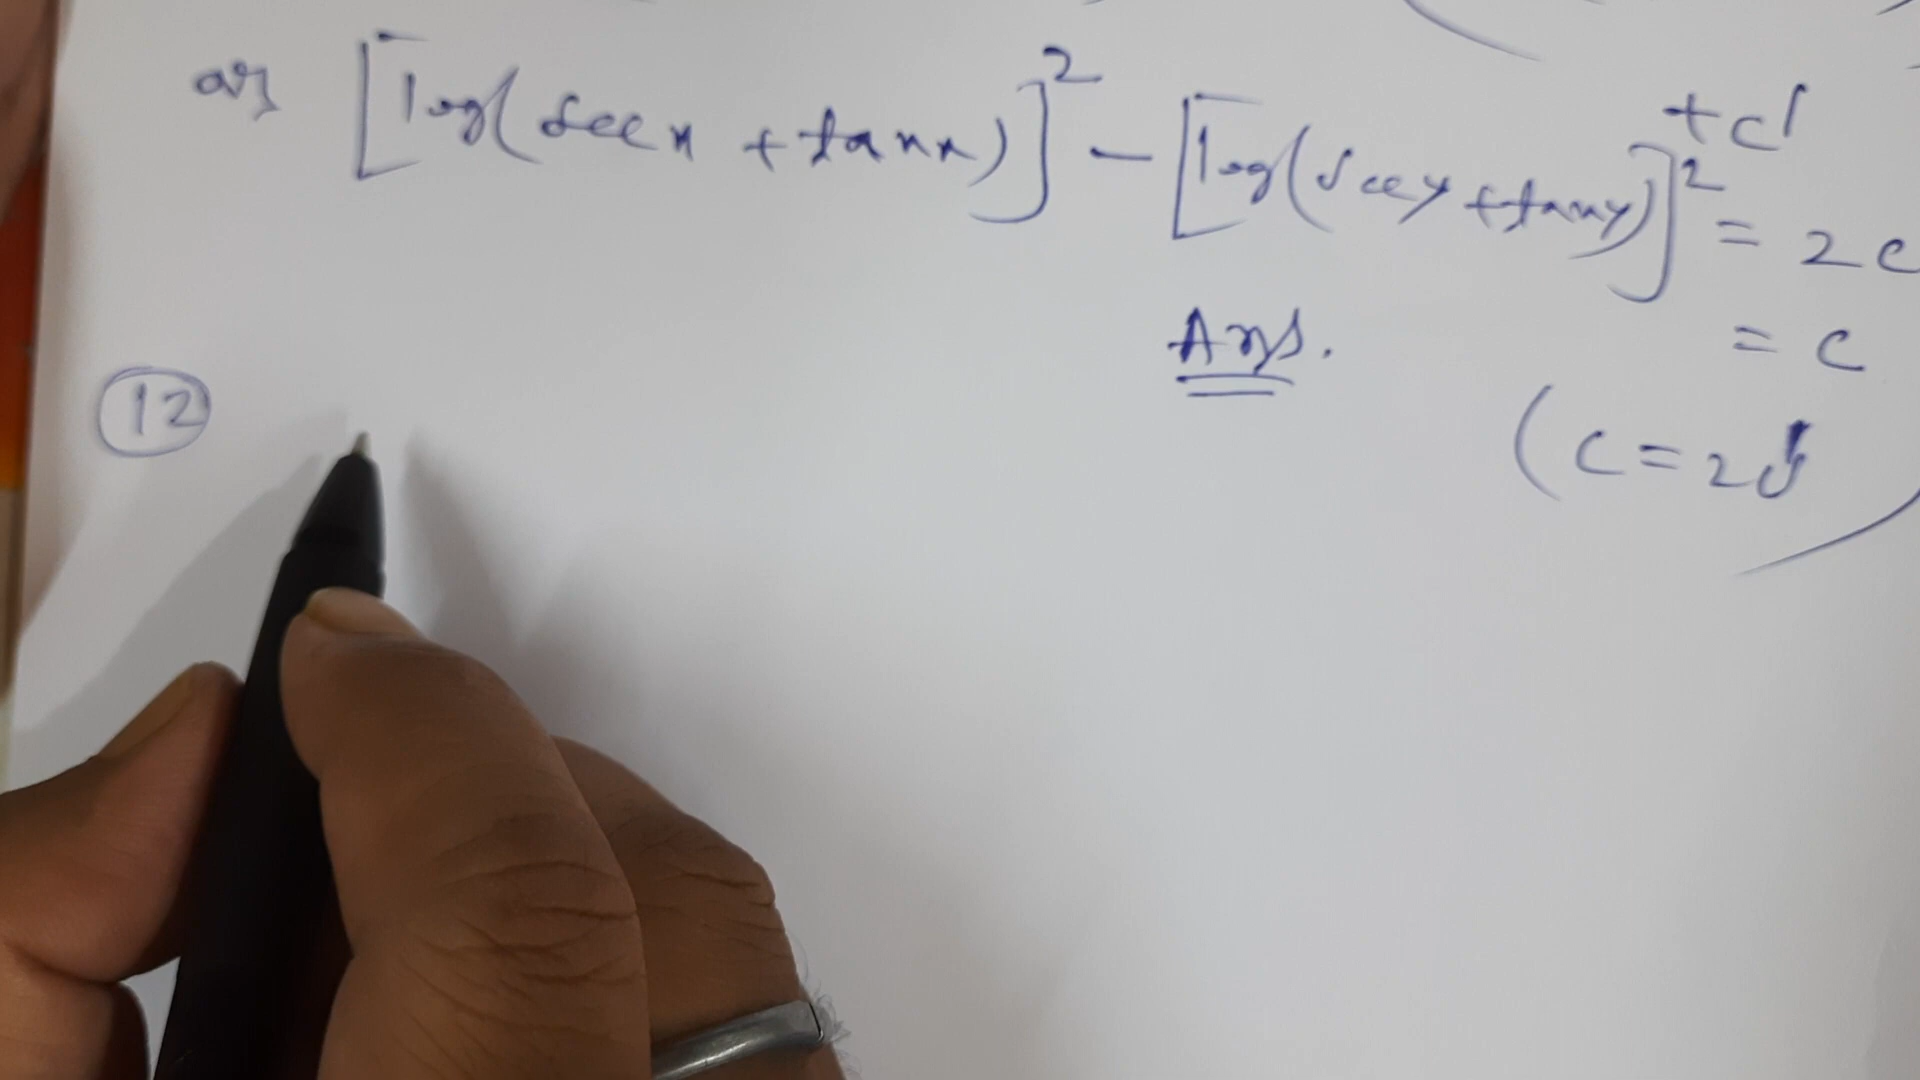 or, [log(secx + tanx)]² - [log(secy + tany)]² = 2c
+c'
Ans.
= c
(c = 2c')
12